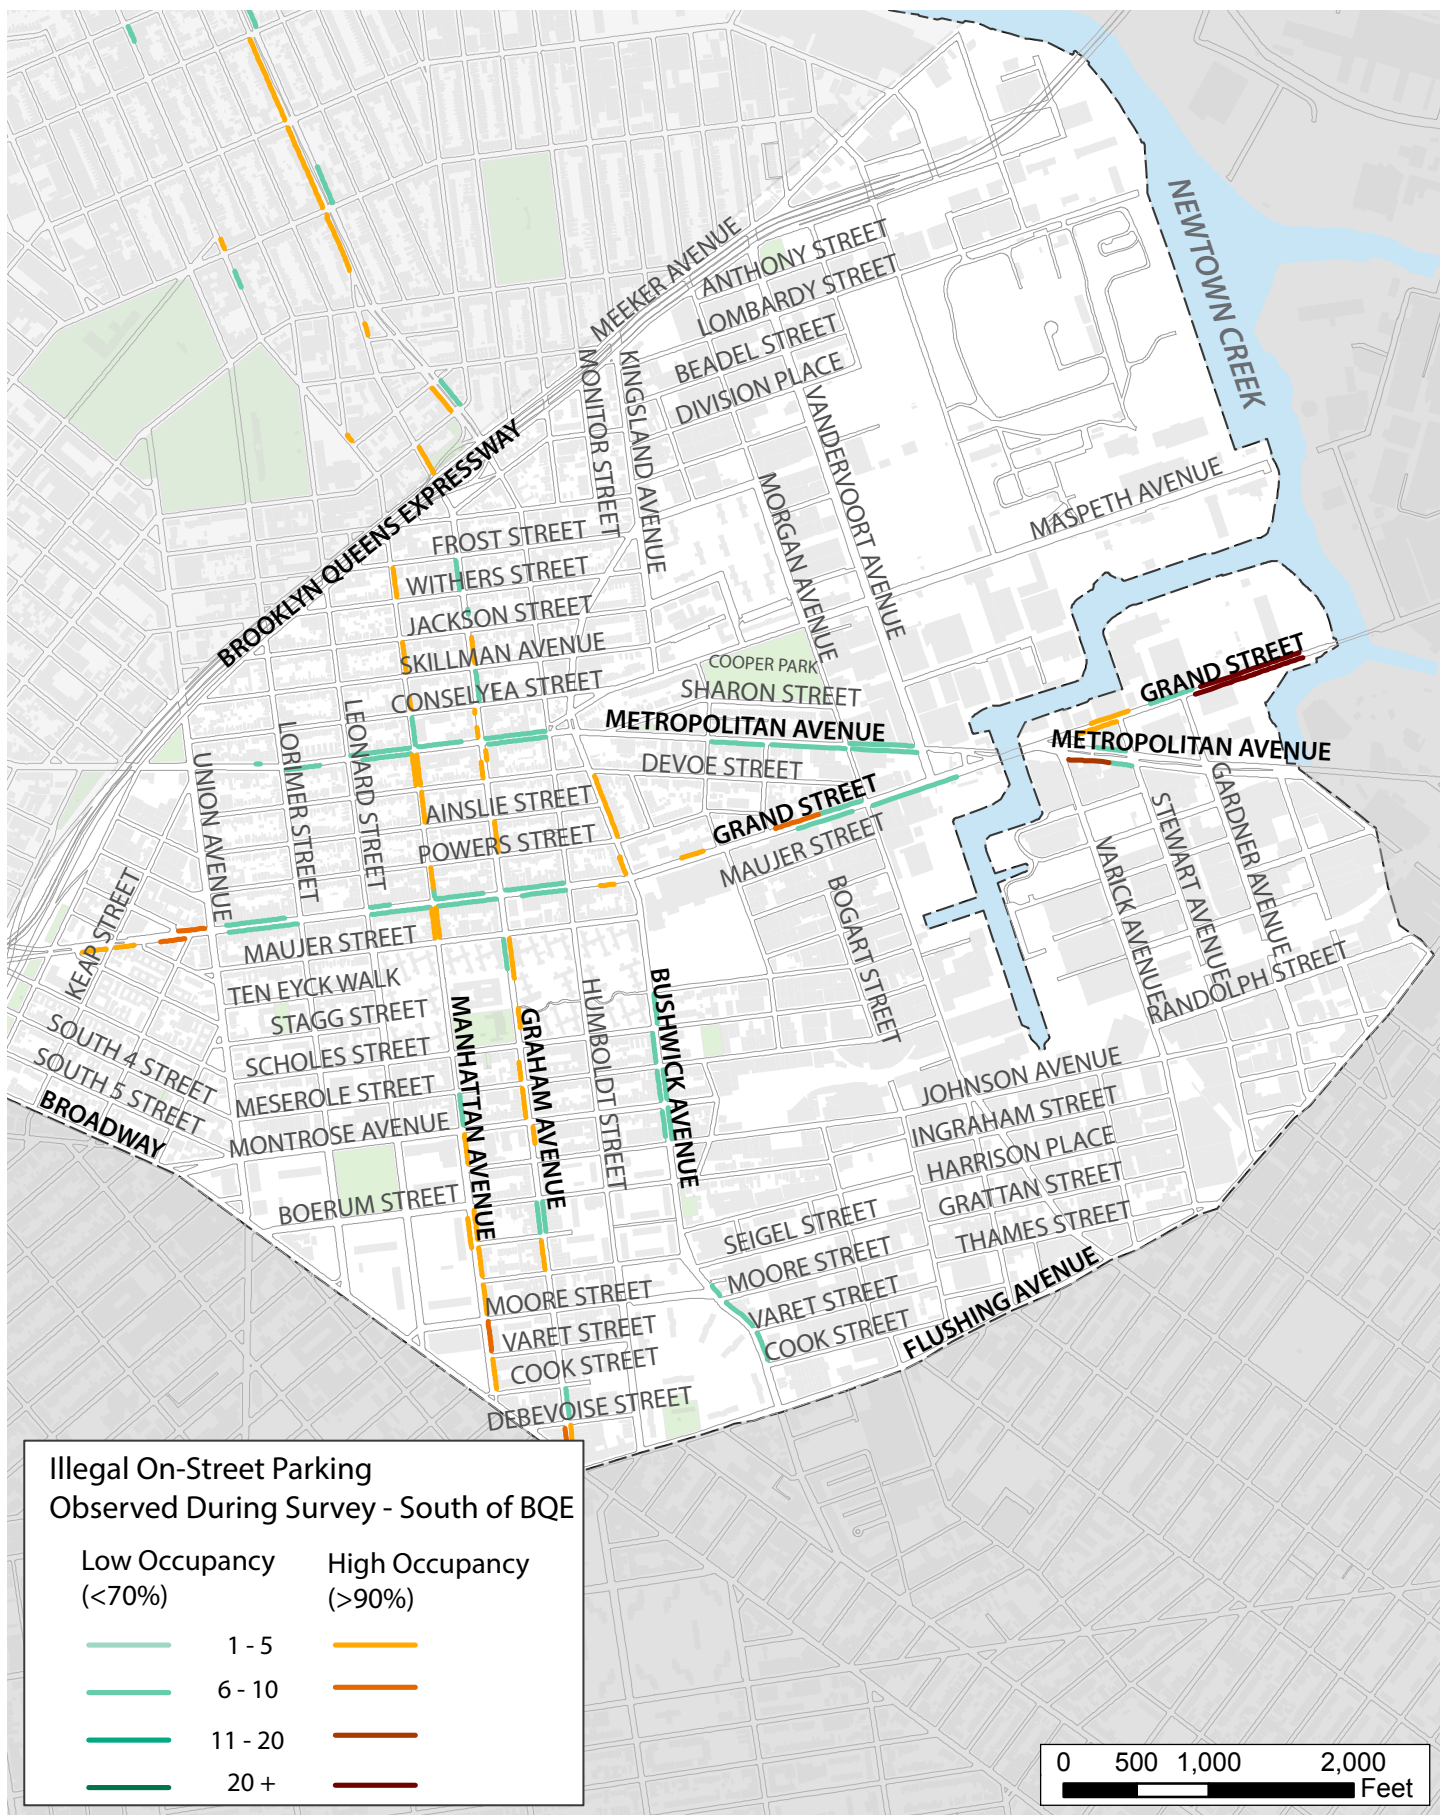 NEWTOWN CREEK
MEEKER AVENUE
ANTHONY STREET
LOMBARDY STREET
BEADEL STREET
DIVISION PLACE
MONITOR STREET
KINGSLAND AVENUE
VANDERVOORT AVENUE
MORGAN AVENUE
MASPETH AVENUE
BROOKLYN QUEENS EXPRESSWAY
FROST STREET
WITHERS STREET
JACKSON STREET
SKILLMAN AVENUE
CONSELYEA STREET
COOPER PARK
SHARON STREET
METROPOLITAN AVENUE
DEVOE STREET
GRAND STREET
GRAND STREET
METROPOLITAN AVENUE
UNION AVENUE
LORIMER STREET
LEONARD STREET
AINSLIE STREET
POWERS STREET
MAUJER STREET
BOGART STREET
VARICK AVENUE
STEWART AVENUE
GARDNER AVENUE
RANDOLPH STREET
KEAP STREET
MAUJER STREET
TEN EYCK WALK
STAGG STREET
SCHOLES STREET
MESEROLE STREET
MONTROSE AVENUE
SOUTH 4 STREET
SOUTH 5 STREET
BROADWAY
BOERUM STREET
MANHATTAN AVENUE
GRAHAM AVENUE
HUMBOLDT STREET
BUSHWICK AVENUE
JOHNSON AVENUE
INGRAHAM STREET
HARRISON PLACE
GRATTAN STREET
THAMES STREET
SEIGEL STREET
MOORE STREET
VARET STREET
COOK STREET
FLUSHING AVENUE
MOORE STREET
VARET STREET
COOK STREET
DEBEVOISE STREET
Illegal On-Street Parking
Observed During Survey - South of BQE
Low Occupancy High Occupancy
(<70%) (>90%)
1 - 5
6 - 10
11 - 20
20 +
0 500 1,000 2,000
Feet